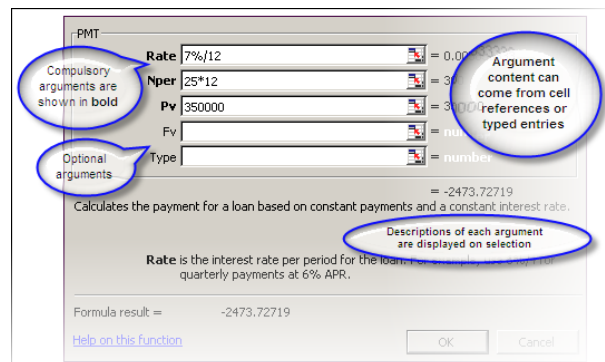 PMT
Rate 7%/12 = 0.00
Nper 25*12 = 30
Pv 350000 =
Fv =
Type = number
Compulsory
arguments are
shown in bold
Optional
arguments
Argument
content can
come from cell
references or
typed entries
= -2473.72719
Calculates the payment for a loan based on constant payments and a constant interest rate.
Descriptions of each argument
are displayed on selection
Rate is the interest rate per period for the loan. For example, use
quarterly payments at 6% APR.
Formula result = -2473.72719
Help on this function OK Cancel